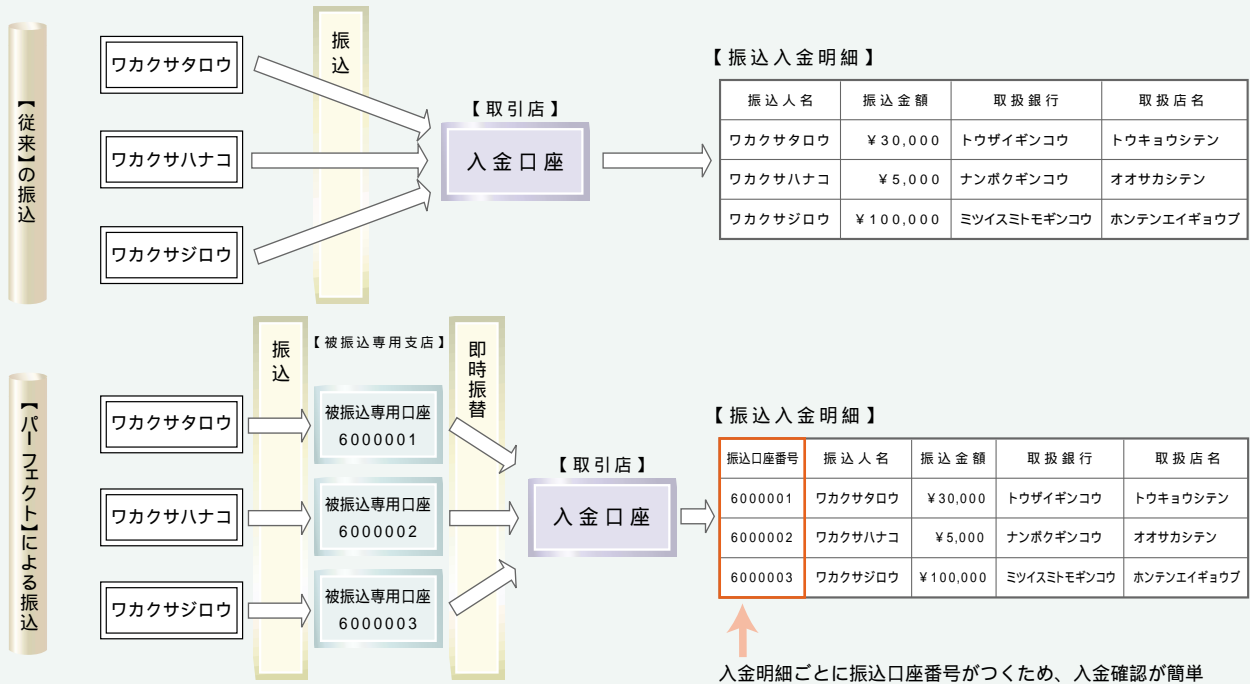 【従来】の振込
ワカクサタロウ
ワカクサハナコ
ワカクサジロウ
振込
【取引店】
入金口座
【振込入金明細】
振込人名 振込金額 取扱銀行 取扱店名
ワカクサタロウ ¥30,000 トウザイギンコウ トウキョウシテン
ワカクサハナコ ¥5,000 ナンボクギンコウ オオサカシテン
ワカクサジロウ ¥100,000 ミツイスミトモギンコウ ホンテンエイギョウブ
【パーフェクト】による振込
ワカクサタロウ
ワカクサハナコ
ワカクサジロウ
振込
【被振込専用支店】
被振込専用口座
6000001
被振込専用口座
6000002
被振込専用口座
6000003
即時振替
【取引店】
入金口座
【振込入金明細】
振込口座番号 振込人名 振込金額 取扱銀行 取扱店名
6000001 ワカクサタロウ ¥30,000 トウザイギンコウ トウキョウシテン
6000002 ワカクサハナコ ¥5,000 ナンボクギンコウ オオサカシテン
6000003 ワカクサジロウ ¥100,000 ミツイスミトモギンコウ ホンテンエイギョウブ
入金明細ごとに振込口座番号がつくため、入金確認が簡単